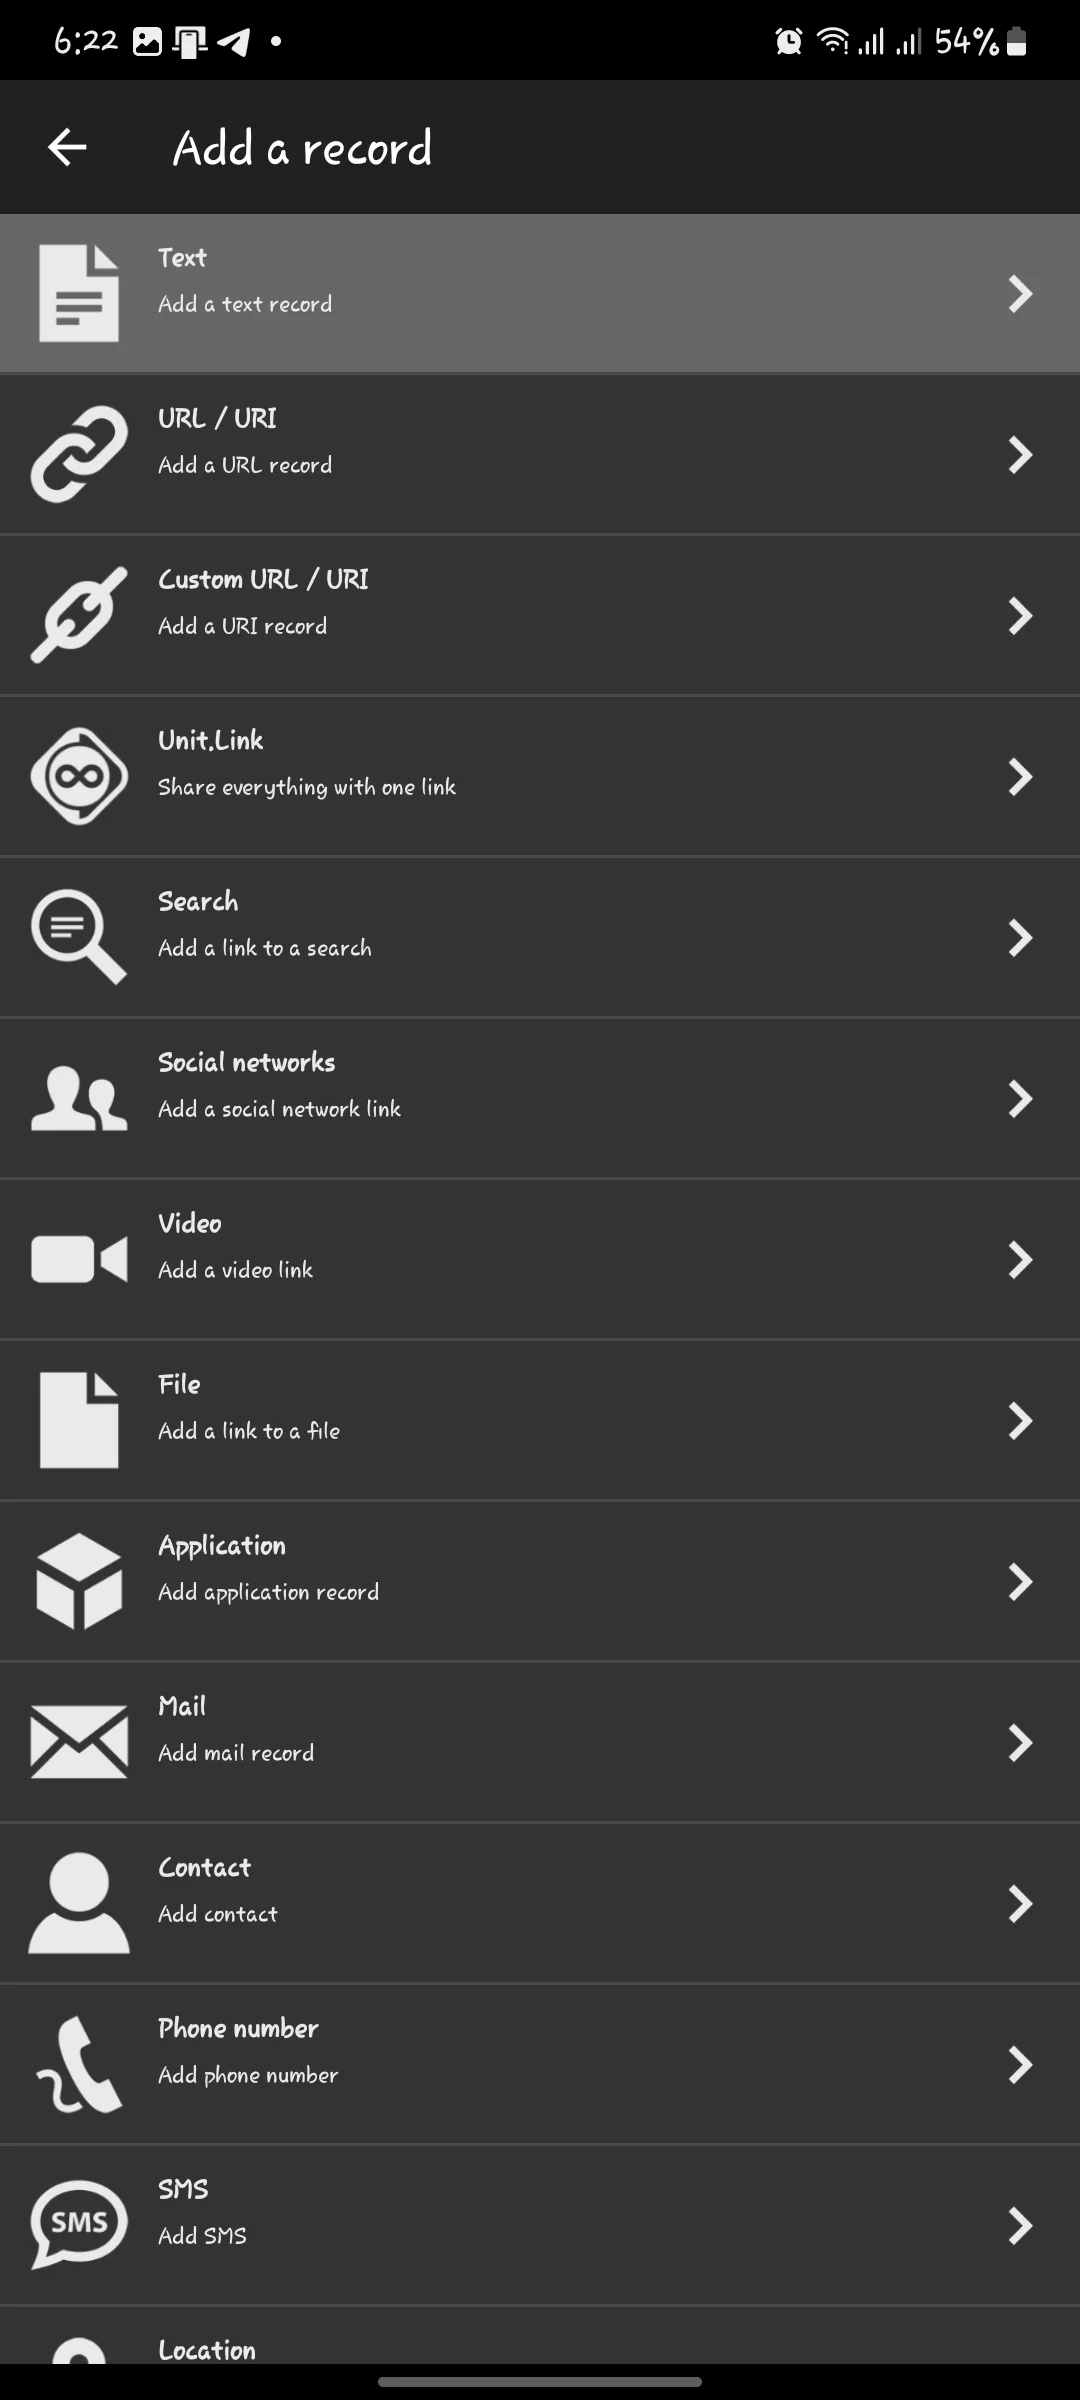 6:22 54%
Add a record
Text
Add a text record
URL / URI
Add a URL record
Custom URL / URI
Add a URI record
Unit.Link
Share everything with one link
Search
Add a link to a search
Social networks
Add a social network link
Video
Add a video link
File
Add a link to a file
Application
Add application record
Mail
Add mail record
Contact
Add contact
Phone number
Add phone number
SMS
SMS
Add SMS
Location